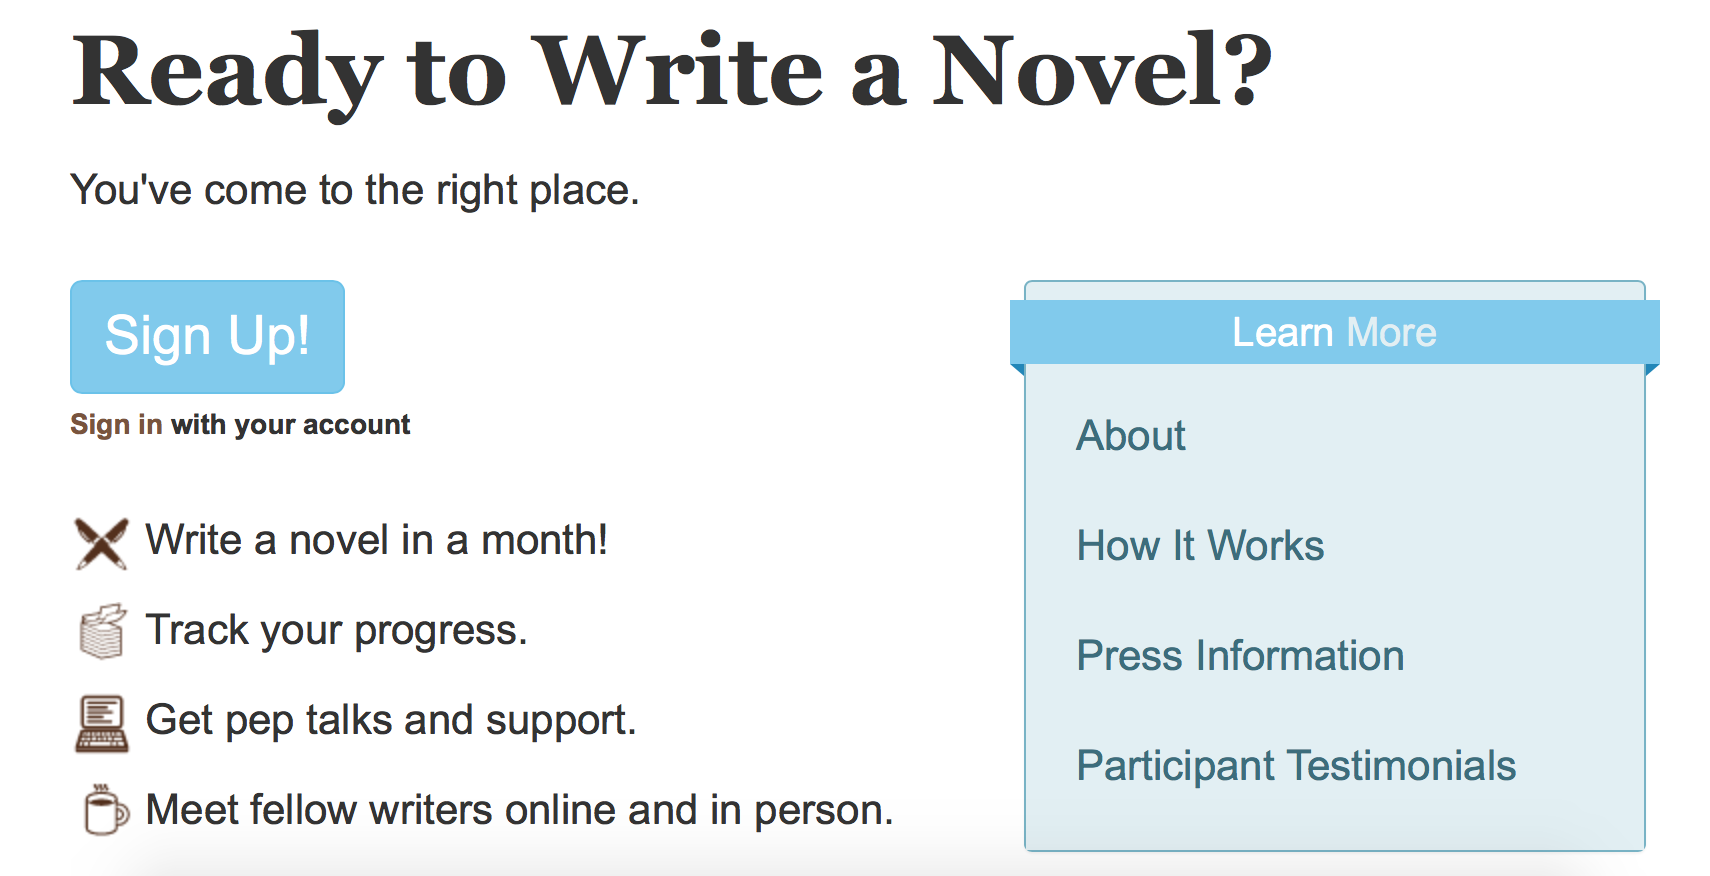 Ready to Write a Novel?
You've come to the right place.
Sign Up!
Sign in with your account
Write a novel in a month!
Track your progress.
Get pep talks and support.
Meet fellow writers online and in person.
Learn More
About
How It Works
Press Information
Participant Testimonials